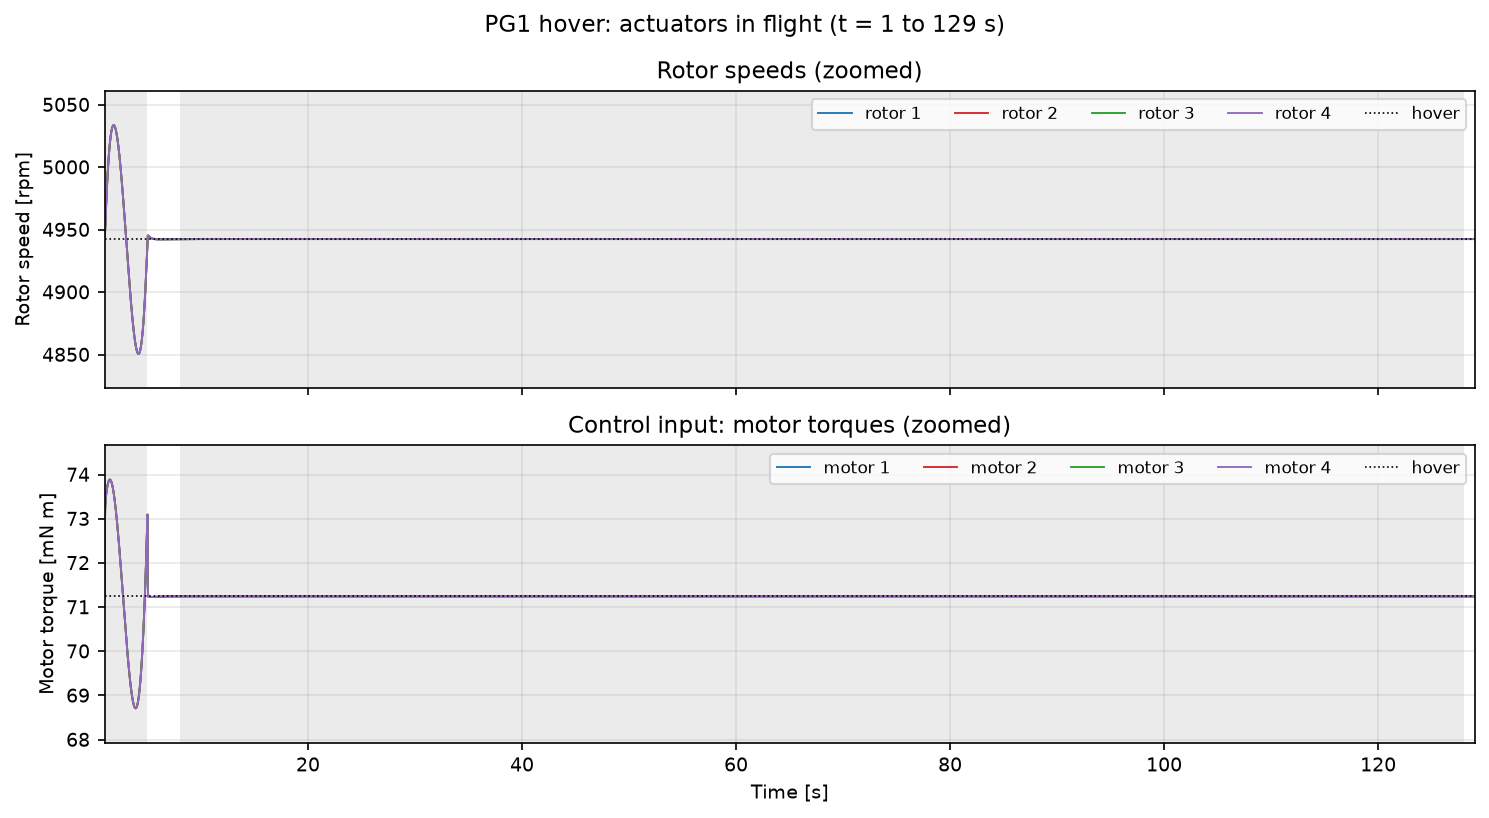 PG1 hover: actuators in flight (t = 1 to 129 s)
Rotor speeds (zoomed)
Rotor speed [rpm]
5050
5000
4950
4900
4850
rotor 1 rotor 2 rotor 3 rotor 4 hover
Control input: motor torques (zoomed)
Motor torque [mN m]
74
73
72
71
70
69
68
motor 1 motor 2 motor 3 motor 4 hover
20 40 60 80 100 120
Time [s]